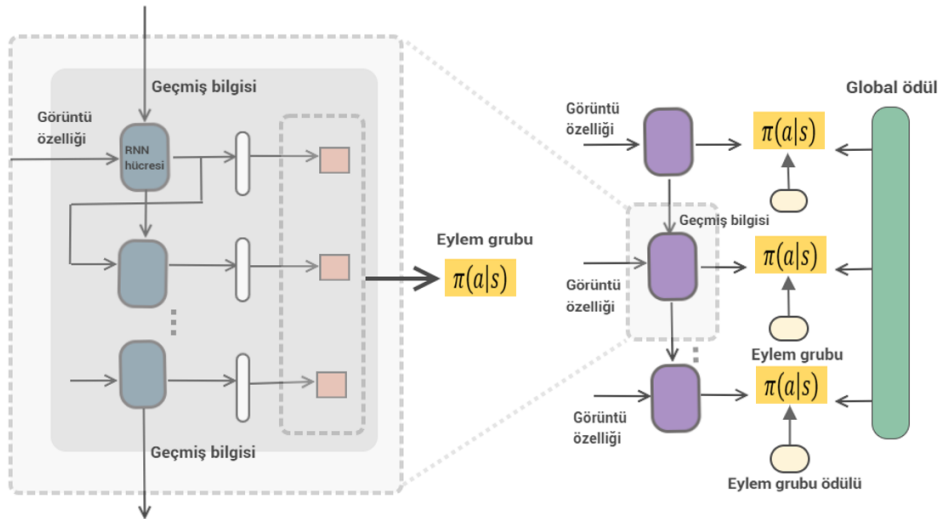 Geçmiş bilgisi
Görüntü
özelliği
RNN
hücresi
Geçmiş bilgisi
Eylem grubu
π(a|s)
Global ödül
Görüntü
özelliği
π(a|s)
Geçmiş bilgisi
π(a|s)
Görüntü
özelliği
Eylem grubu
π(a|s)
Görüntü
özelliği
Eylem grubu ödülü